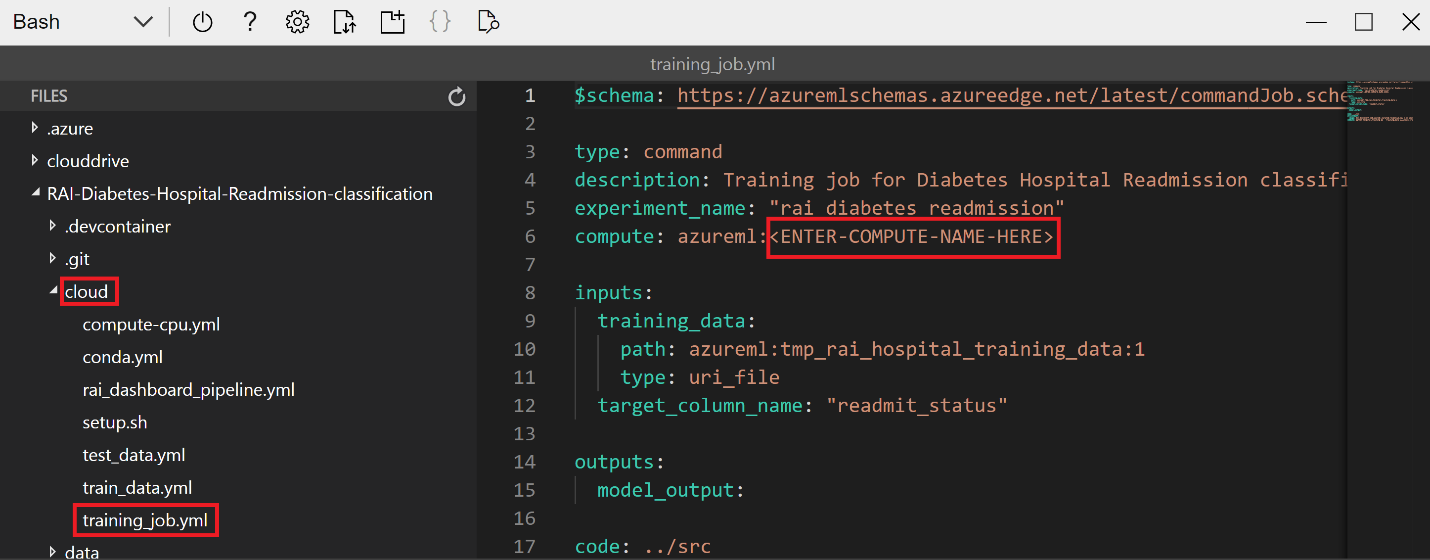 Bash
training_job.yml
FILES
.azure
clouddrive
RAI-Diabetes-Hospital-Readmission-classification
.devcontainer
.git
cloud
compute-cpu.yml
conda.yml
rai_dashboard_pipeline.yml
setup.sh
test_data.yml
train_data.yml
training_job.yml
data
1 $schema: https://azuremlschemas.azureedge.net/latest/commandJob.sche
2
3 type: command
4 description: Training job for Diabetes Hospital Readmission classifi
5 experiment_name: "rai diabetes readmission"
6 compute: azureml:<ENTER-COMPUTE-NAME-HERE>
7
8 inputs:
9 training_data:
10 path: azureml:tmp_rai_hospital_training_data:1
11 type: uri_file
12 target_column_name: "readmit_status"
13
14 outputs:
15 model_output:
16
17 code: ../src